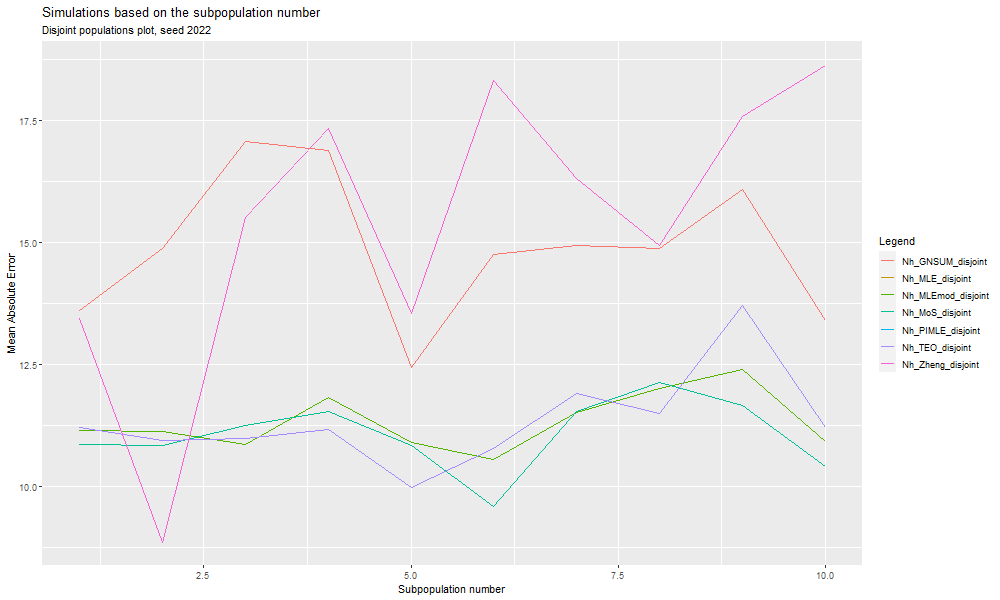 Simulations based on the subpopulation number
Disjoint populations plot, seed 2022
Mean Absolute Error
17.5
15.0
12.5
10.0
2.5
5.0
7.5
10.0
Subpopulation number
Legend
Nh_GNSUM_disjoint
Nh_MLE_disjoint
Nh_MLEmod_disjoint
Nh_MoS_disjoint
Nh_PIMLE_disjoint
Nh_TEO_disjoint
Nh_Zheng_disjoint